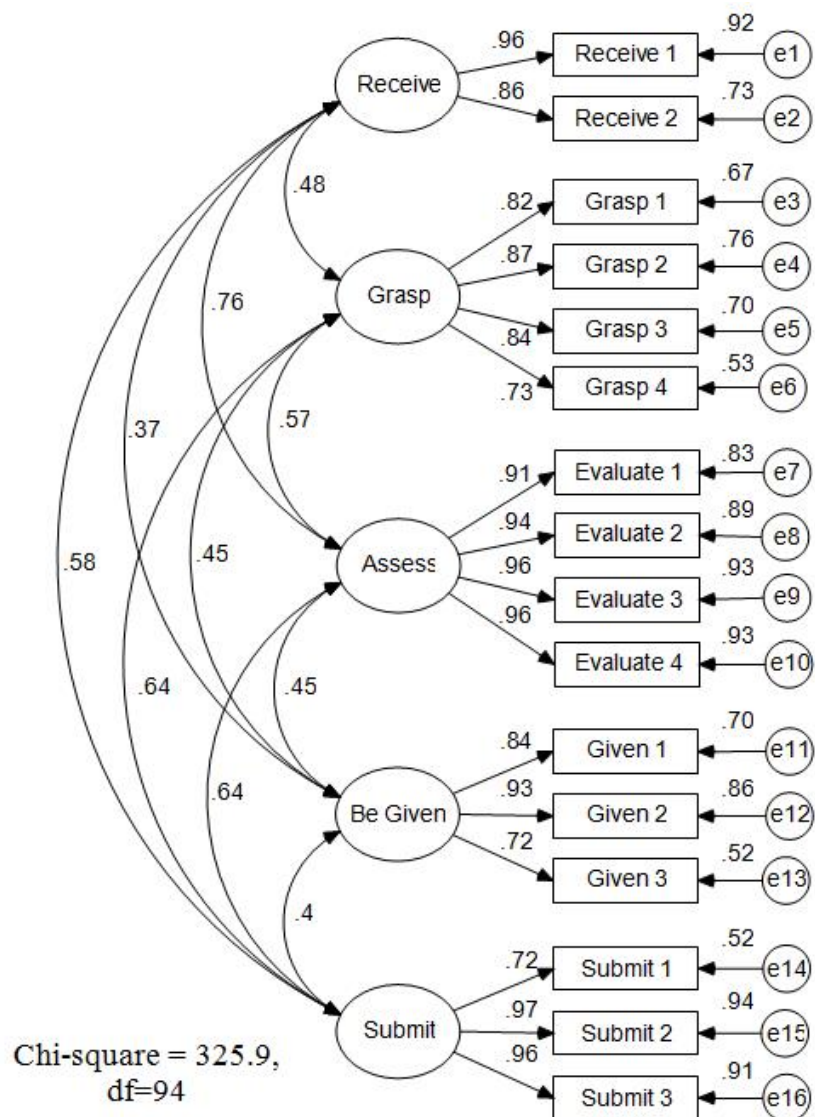 .92
.96
Receive 1
e1
Receive
.86
.73
Receive 2
e2
.48
.67
.82
Grasp 1
e3
.87
.76
Grasp 2
e4
Grasp
.76
.70
Grasp 3
e5
.84
.53
Grasp 4
e6
.73
.37
.57
.83
.91
Evaluate 1
e7
.94
.89
Evaluate 2
e8
.58
.45
Assess
.96
.93
Evaluate 3
e9
.96
.93
Evaluate 4
e10
.64
.45
.70
.84
Given 1
e11
.64
.93
.86
Be Given
Given 2
e12
.72
.52
Given 3
e13
.4
.52
.72
Submit 1
e14
.97
.94
Submit
Submit 2
e15
.96
.91
Submit 3
e16
Chi-square = 325.9,
df=94